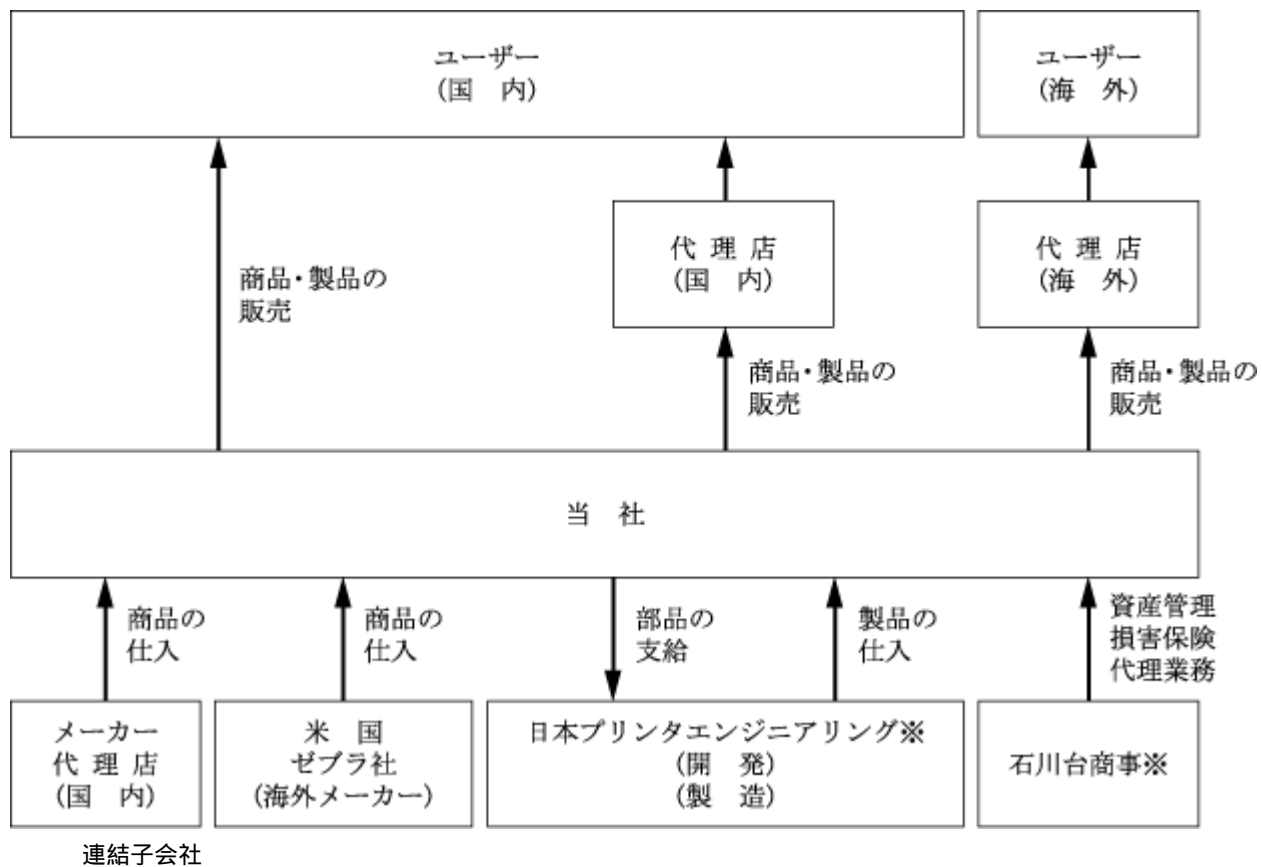 ユーザー
(国　内)
ユーザー
(海　外)
代 理 店
(国　内)
代 理 店
(海　外)
商品・製品の
販売
商品・製品の
販売
商品・製品の
販売
当　社
商品の
仕入
商品の
仕入
部品の
支給
製品の
仕入
資産管理
損害保険
代理業務
メーカー
代 理 店
(国　内)
米　国
ゼブラ社
(海外メーカー)
日本プリンタエンジニアリング※
(開　発)
(製　造)
石川台商事※
連結子会社